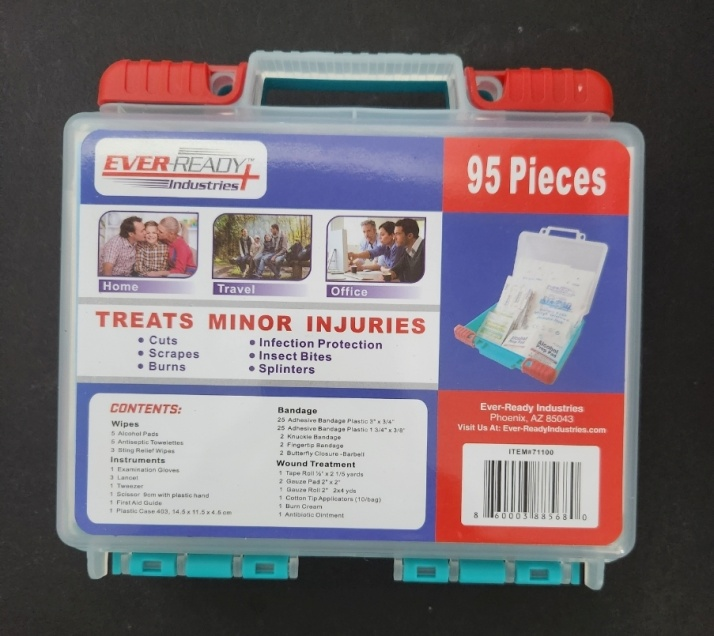 EVER-READY™
Industries
95 Pieces
Home
Travel
Office
TREATS MINOR INJURIES
• Cuts
• Scrapes
• Burns
• Infection Protection
• Insect Bites
• Splinters
CONTENTS:
Wipes
5 Alcohol Pads
5 Antiseptic Towelettes
3 Sting Relief Wipes
Instruments
1 Examination Gloves
3 Lancet
1 Tweezer
1 Scissor 9cm with plastic hand
1 First Aid Guide
1 Plastic Case 403, 14.5 x 11.5 x 4.6 cm
Bandage
25 Adhesive Bandage Plastic 3" x 3/4"
25 Adhesive Bandage Plastic 1 3/4" x 3/8"
2 Knuckle Bandage
2 Fingertip Bandage
2 Butterfly Closure -Barbell
Wound Treatment
1 Tape Roll ½" x 2 1/5 yards
2 Gauze Pad 2" x 2"
1 Gauze Roll 2" 2x4 yds
1 Cotton Tip Applicators (10/bag)
1 Burn Cream
1 Antibiotic Ointment
Alcohol
Prep Pad
Ever-Ready Industries
Phoenix, AZ 85043
Visit Us At: Ever-ReadyIndustries.com
ITEM#71100
8 60003 88568 0